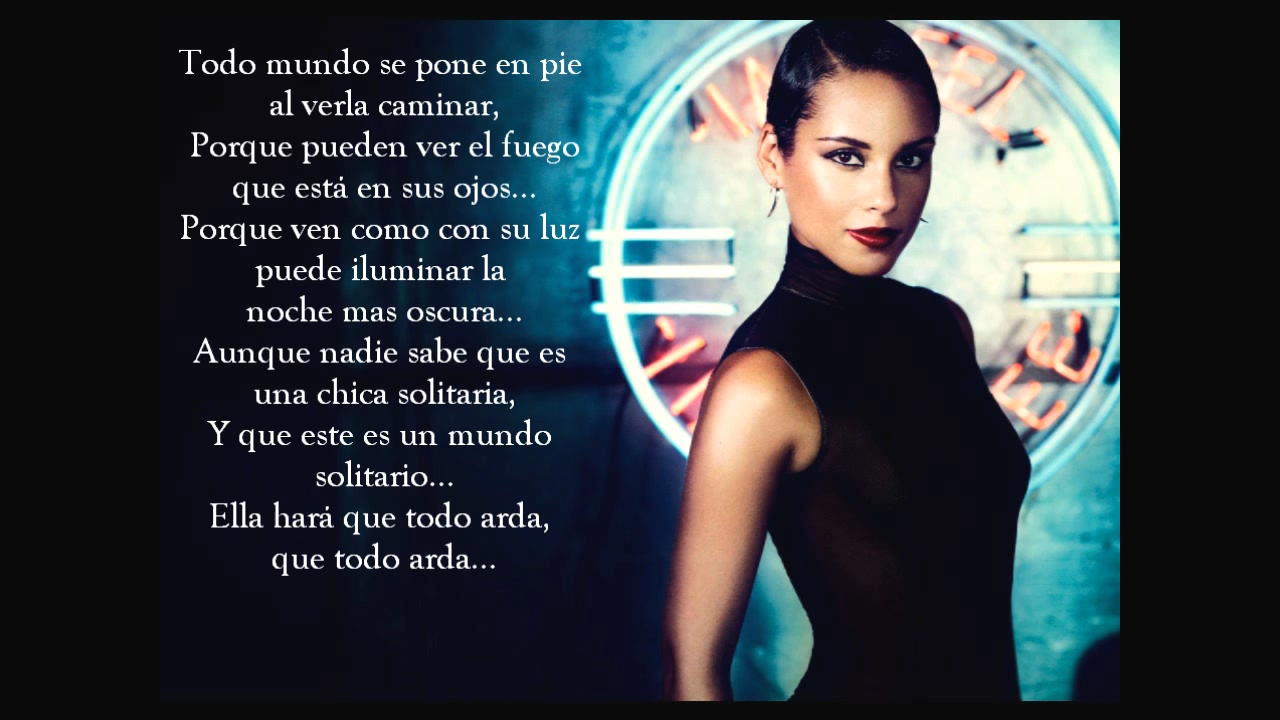 Todo mundo se pone en pie
al verla caminar,
Porque pueden ver el fuego
que está en sus ojos...
Porque ven como con su luz
puede iluminar la
noche mas oscura...
Aunque nadie sabe que es
una chica solitaria,
Y que este es un mundo
solitario...
Ella hará que todo arda,
que todo arda...